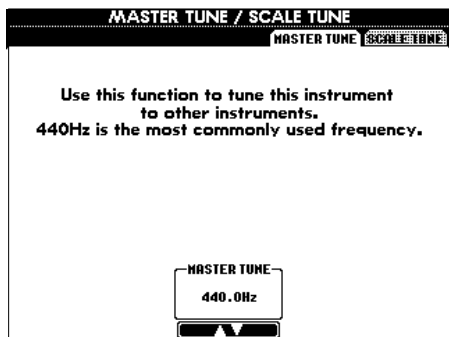 MASTER TUNE / SCALE TUNE
MASTER TUNE SCALE TUNE
Use this function to tune this instrument
to other instruments.
440Hz is the most commonly used frequency.
MASTER TUNE
440.0Hz